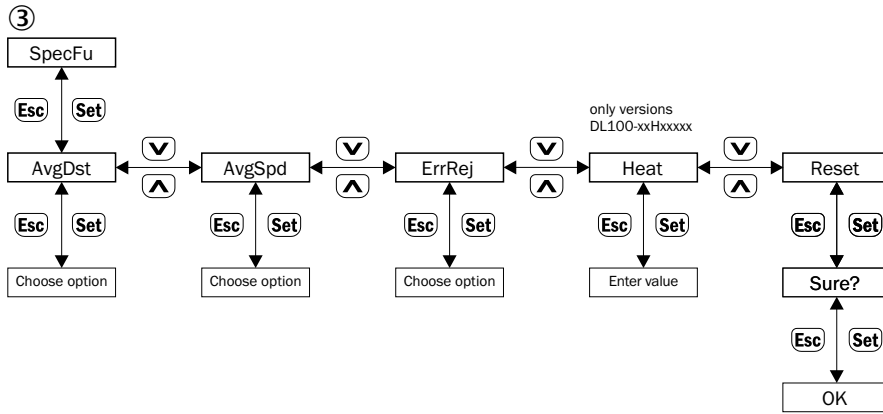 ③
SpecFu
Esc Set
only versions
DL100-xxHxxxxx
AvgDst AvgSpd ErrRej Heat Reset
Esc Set Esc Set Esc Set Esc Set Esc Set
Choose option Choose option Choose option Enter value Sure?
Esc Set
OK